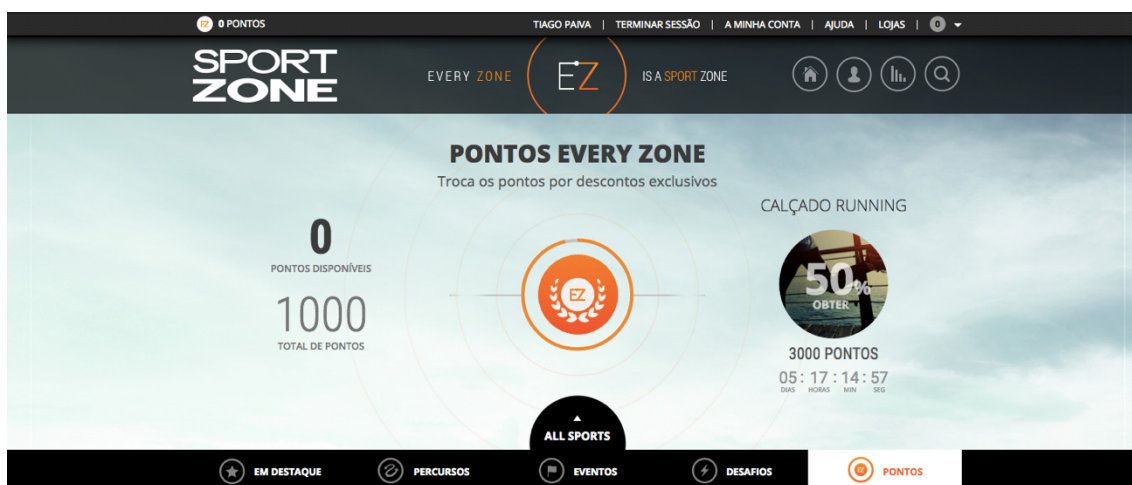 EZ 0 PONTOS
TIAGO PAIVA | TERMINAR SESSÃO | A MINHA CONTA | AJUDA | LOJAS | 0
SPORT
ZONE
EVERY ZONE
EZ
IS A SPORT ZONE
PONTOS EVERY ZONE
Troca os pontos por descontos exclusivos
0
PONTOS DISPONÍVEIS
1000
TOTAL DE PONTOS
EZ
CALÇADO RUNNING
50%
OBTER
3000 PONTOS
05 : 17 : 14 : 57
DIAS HORAS MIN SEG
ALL SPORTS
EM DESTAQUE
PERCURSOS
EVENTOS
DESAFIOS
EZ PONTOS